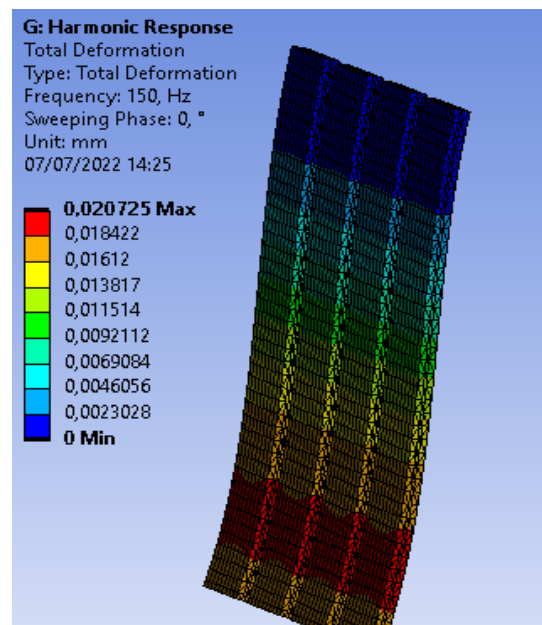 G: Harmonic Response
Total Deformation
Type: Total Deformation
Frequency: 150, Hz
Sweeping Phase: 0, °
Unit: mm
07/07/2022 14:25
0,020725 Max
0,018422
0,01612
0,013817
0,011514
0,0092112
0,0069084
0,0046056
0,0023028
0 Min